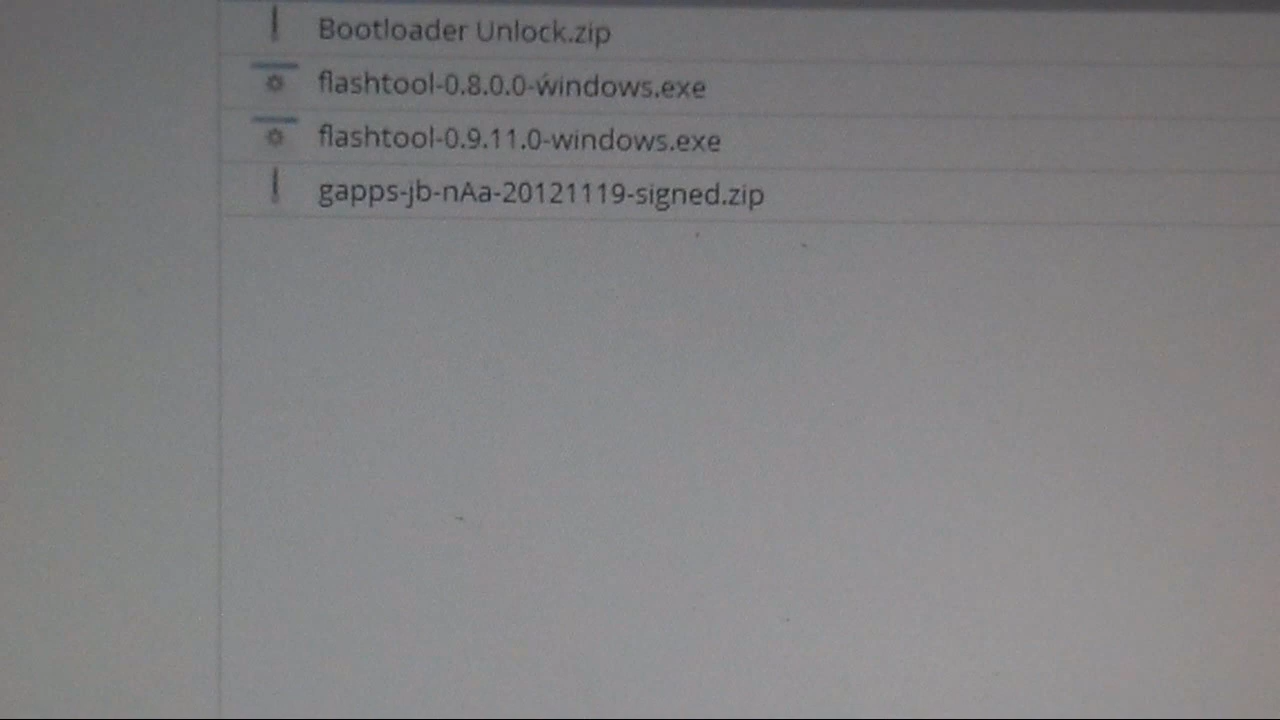 Bootloader Unlock.zip
flashtool-0.8.0.0-windows.exe
flashtool-0.9.11.0-windows.exe
gapps-jb-nAa-20121119-signed.zip